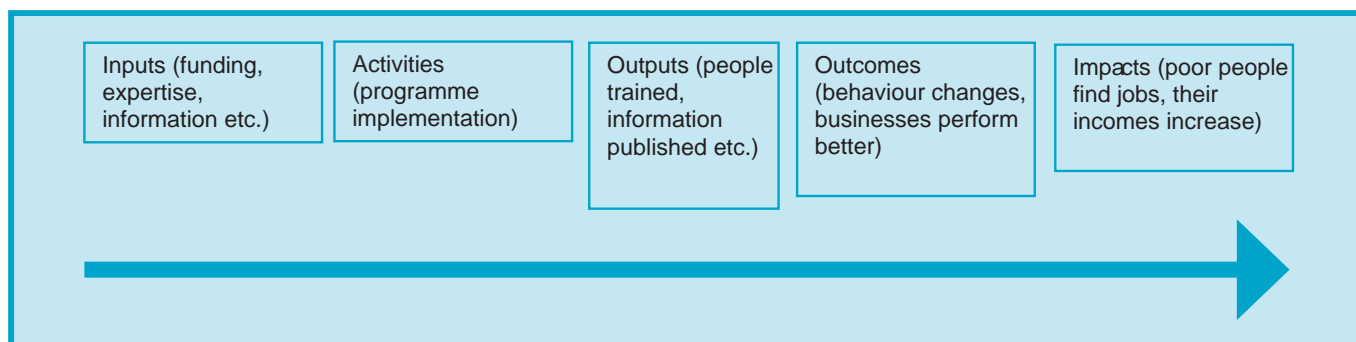 Inputs (funding,
expertise,
information etc.)
Activities
(programme
implementation)
Outputs (people
trained,
information
published etc.)
Outcomes
(behaviour changes,
businesses perform
better)
Impacts (poor people
find jobs, their
incomes increase)